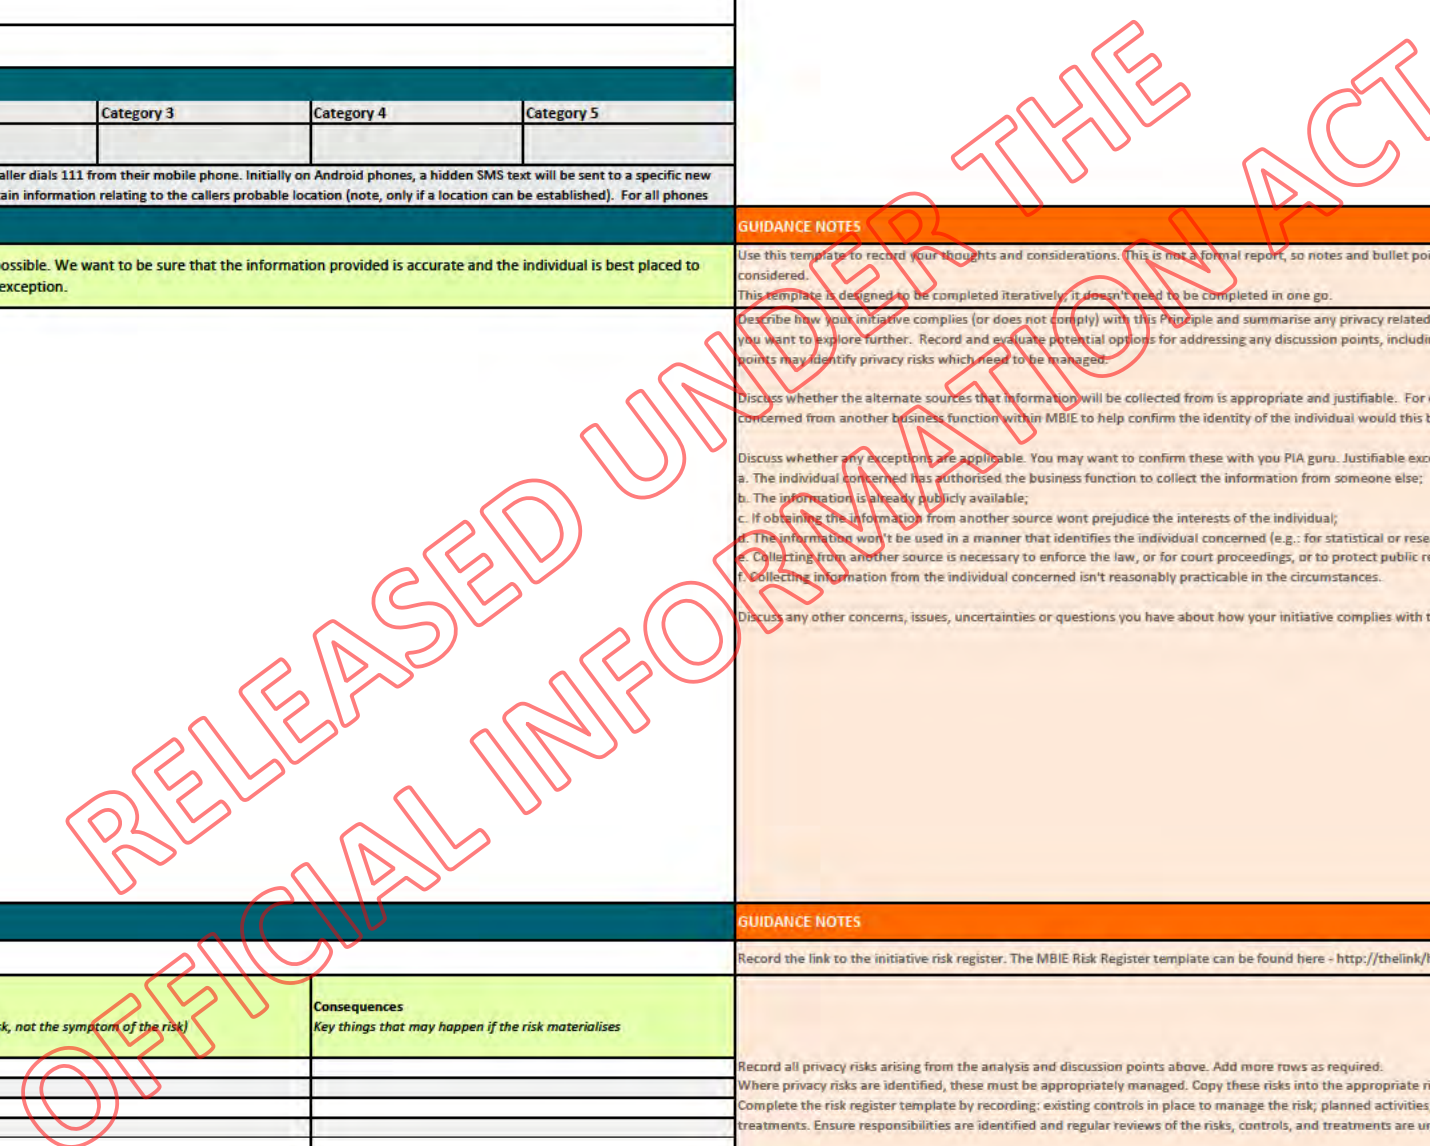 Category 3
Category 4
Category 5
aller dials 111 from their mobile phone. Initially on Android phones, a hidden SMS text will be sent to a specific new
ain information relating to the callers probable location (note, only if a location can be established). For all phones
GUIDANCE NOTES
ossible. We want to be sure that the information provided is accurate and the individual is best placed to
exception.
Use this template to record your thoughts and considerations. This is not a formal report, so notes and bullet poi
considered.
This template is designed to be completed iteratively, it doesn't need to be completed in one go.
Describe how your initiative complies (or does not comply) with this Principle and summarise any privacy related
you want to explore further. Record and evaluate potential options for addressing any discussion points, includi
points may identify privacy risks which need to be managed.
Discuss whether the alternate sources that information will be collected from is appropriate and justifiable. For
concerned from another business function within MBIE to help confirm the identity of the individual would this b
Discuss whether any exceptions are applicable. You may want to confirm these with you PIA guru. Justifiable exc
a. The individual concerned has authorised the business function to collect the information from someone else;
b. The information is already publicly available;
c. If obtaining the information from another source wont prejudice the interests of the individual;
d. The information won't be used in a manner that identifies the individual concerned (e.g.: for statistical or rese
e. Collecting from another source is necessary to enforce the law, or for court proceedings, or to protect public re
f. Collecting information from the individual concerned isn't reasonably practicable in the circumstances.
Discuss any other concerns, issues, uncertainties or questions you have about how your initiative complies with t
RELEASED UNDER THE
OFFICIAL INFORMATION ACT
GUIDANCE NOTES
Record the link to the initiative risk register. The MBIE Risk Register template can be found here - http://thelink/
k, not the symptom of the risk)
Consequences
Key things that may happen if the risk materialises
Record all privacy risks arising from the analysis and discussion points above. Add more rows as required.
Where privacy risks are identified, these must be appropriately managed. Copy these risks into the appropriate ri
Complete the risk register template by recording: existing controls in place to manage the risk; planned activities
treatments. Ensure responsibilities are identified and regular reviews of the risks, controls, and treatments are un